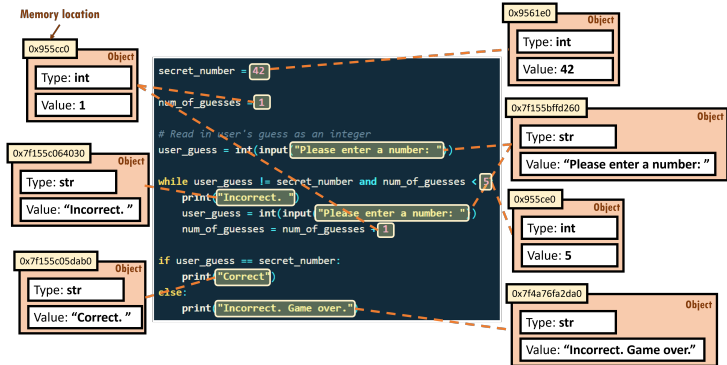 Memory location
0x955cc0
Object
Type: int
Value: 1
0x7f155c064030
Object
Type: str
Value: “Incorrect. ”
0x7f155c05dab0
Object
Type: str
Value: “Correct. ”
secret_number = 42
num_of_guesses = 1
# Read in user's guess as an integer
user_guess = int(input("Please enter a number: "))
while user_guess != secret_number and num_of_guesses < 5
print("Incorrect. ")
user_guess = int(input("Please enter a number: "))
num_of_guesses = num_of_guesses + 1
if user_guess == secret_number:
print("Correct")
else:
print("Incorrect. Game over."
0x9561e0
Object
Type: int
Value: 42
0x7f155bffd260
Object
Type: str
Value: “Please enter a number: ”
0x955ce0
Object
Type: int
Value: 5
0x7f4a76fa2da0
Object
Type: str
Value: “Incorrect. Game over.”